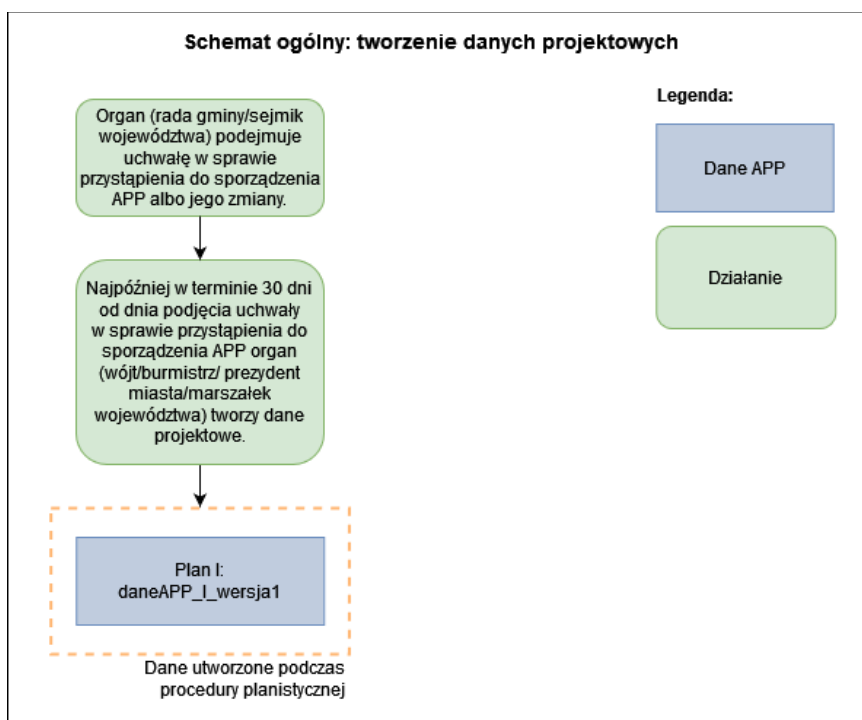 Schemat ogólny: tworzenie danych projektowych
Organ (rada gminy/sejmik
województwa) podejmuje
uchwałę w sprawie
przystąpienia do sporządzenia
APP albo jego zmiany.
Najpóźniej w terminie 30 dni
od dnia podjęcia uchwały
w sprawie przystąpienia do
sporządzenia APP organ
(wójt/burmistrz/ prezydent
miasta/marszałek
województwa) tworzy dane
projektowe.
Plan I:
daneAPP_I_wersja1
Dane utworzone podczas
procedury planistycznej
Legenda:
Dane APP
Działanie